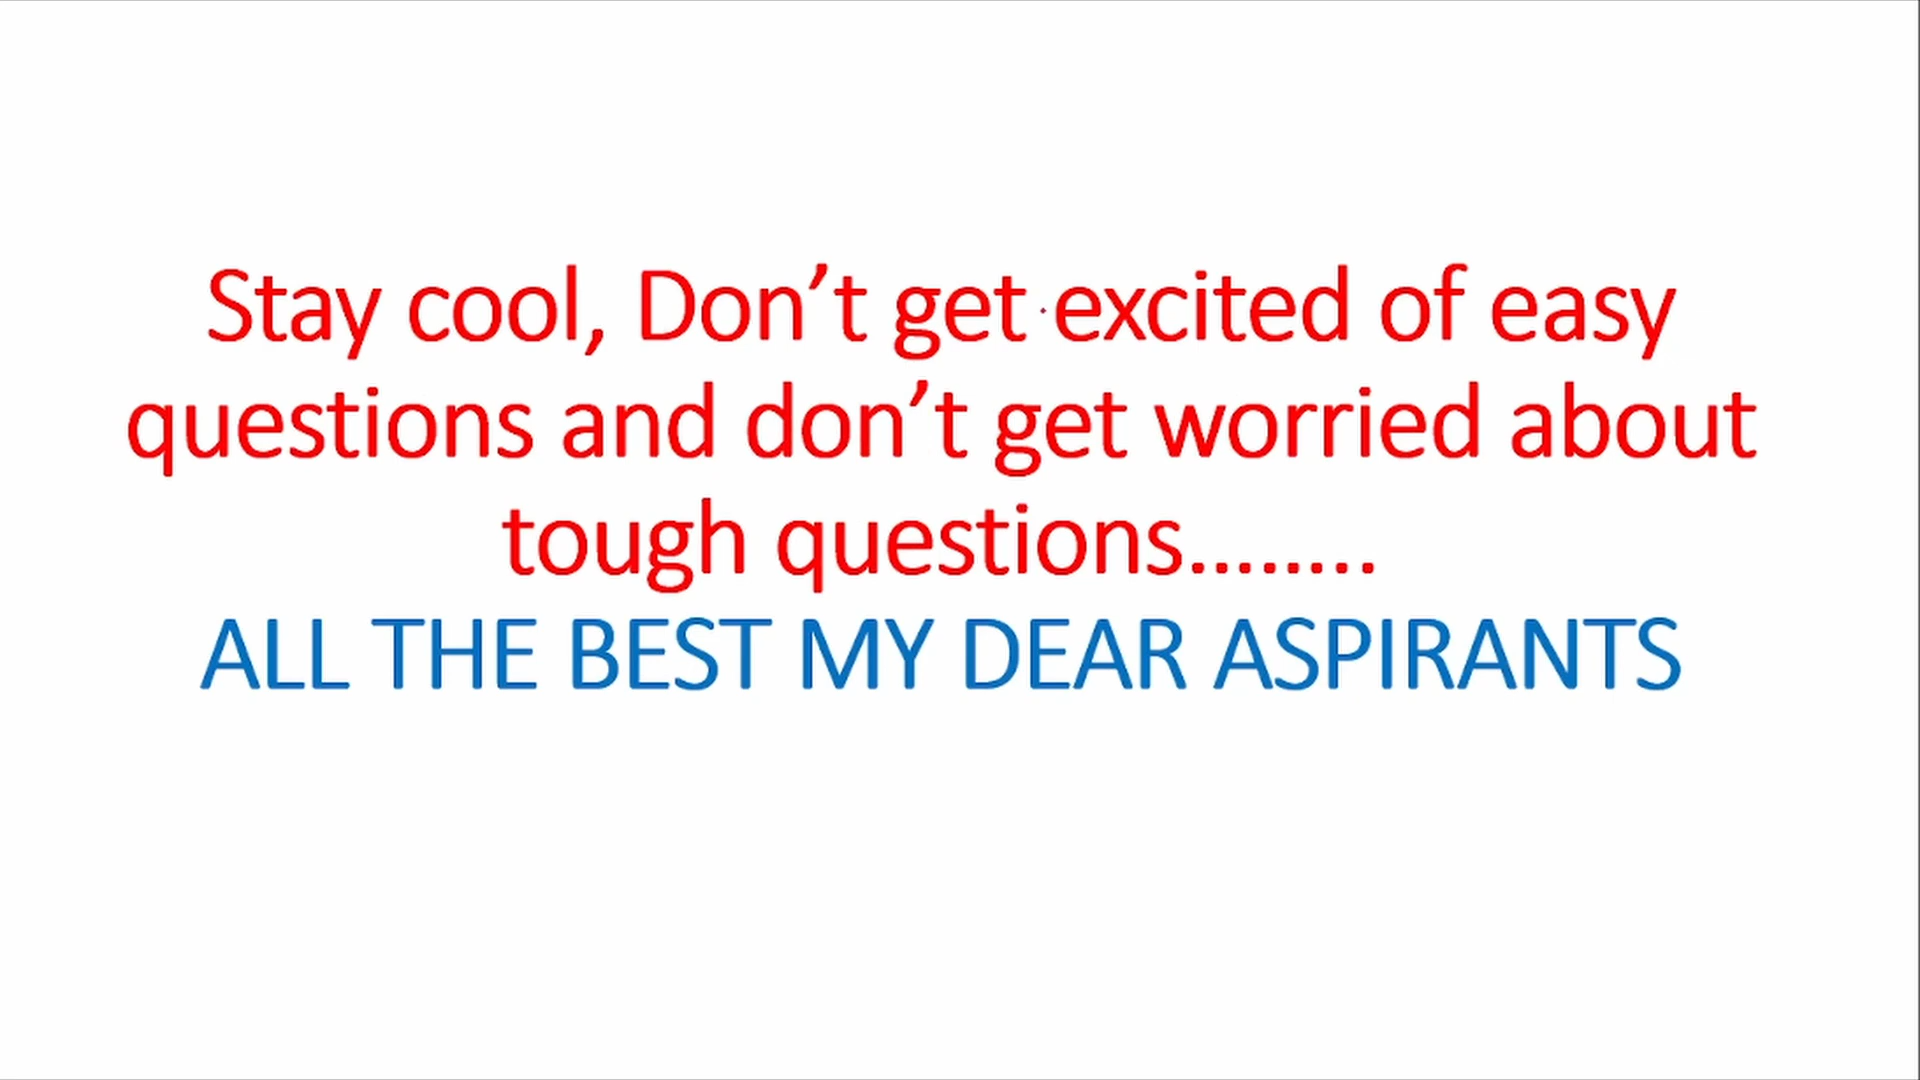 Stay cool, Don’t get excited of easy
questions and don’t get worried about
tough questions........
ALL THE BEST MY DEAR ASPIRANTS